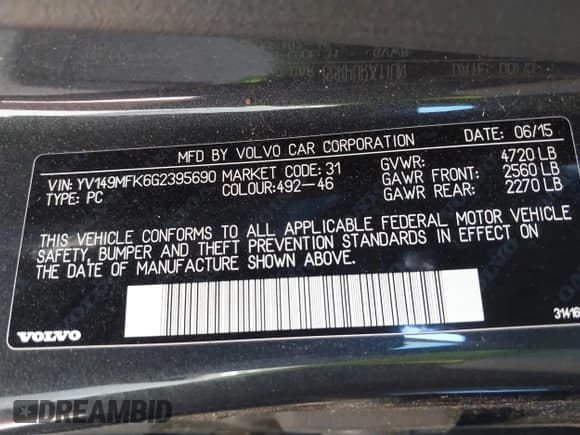 MFD BY VOLVO CAR CORPORATION DATE: 06/15
VIN: YV149MFK6G2395690 MARKET CODE: 31 GVWR: 4720 LB
TYPE: PC COLOUR:492-46 GAWR FRONT: 2560 LB
GAWR REAR: 2270 LB
THIS VEHICLE CONFORMS TO ALL APPLICABLE FEDERAL MOTOR VEHICLE
SAFETY, BUMPER AND THEFT PREVENTION STANDARDS IN EFFECT ON
THE DATE OF MANUFACTURE SHOWN ABOVE.
VOLVO
31416
DREAMBID